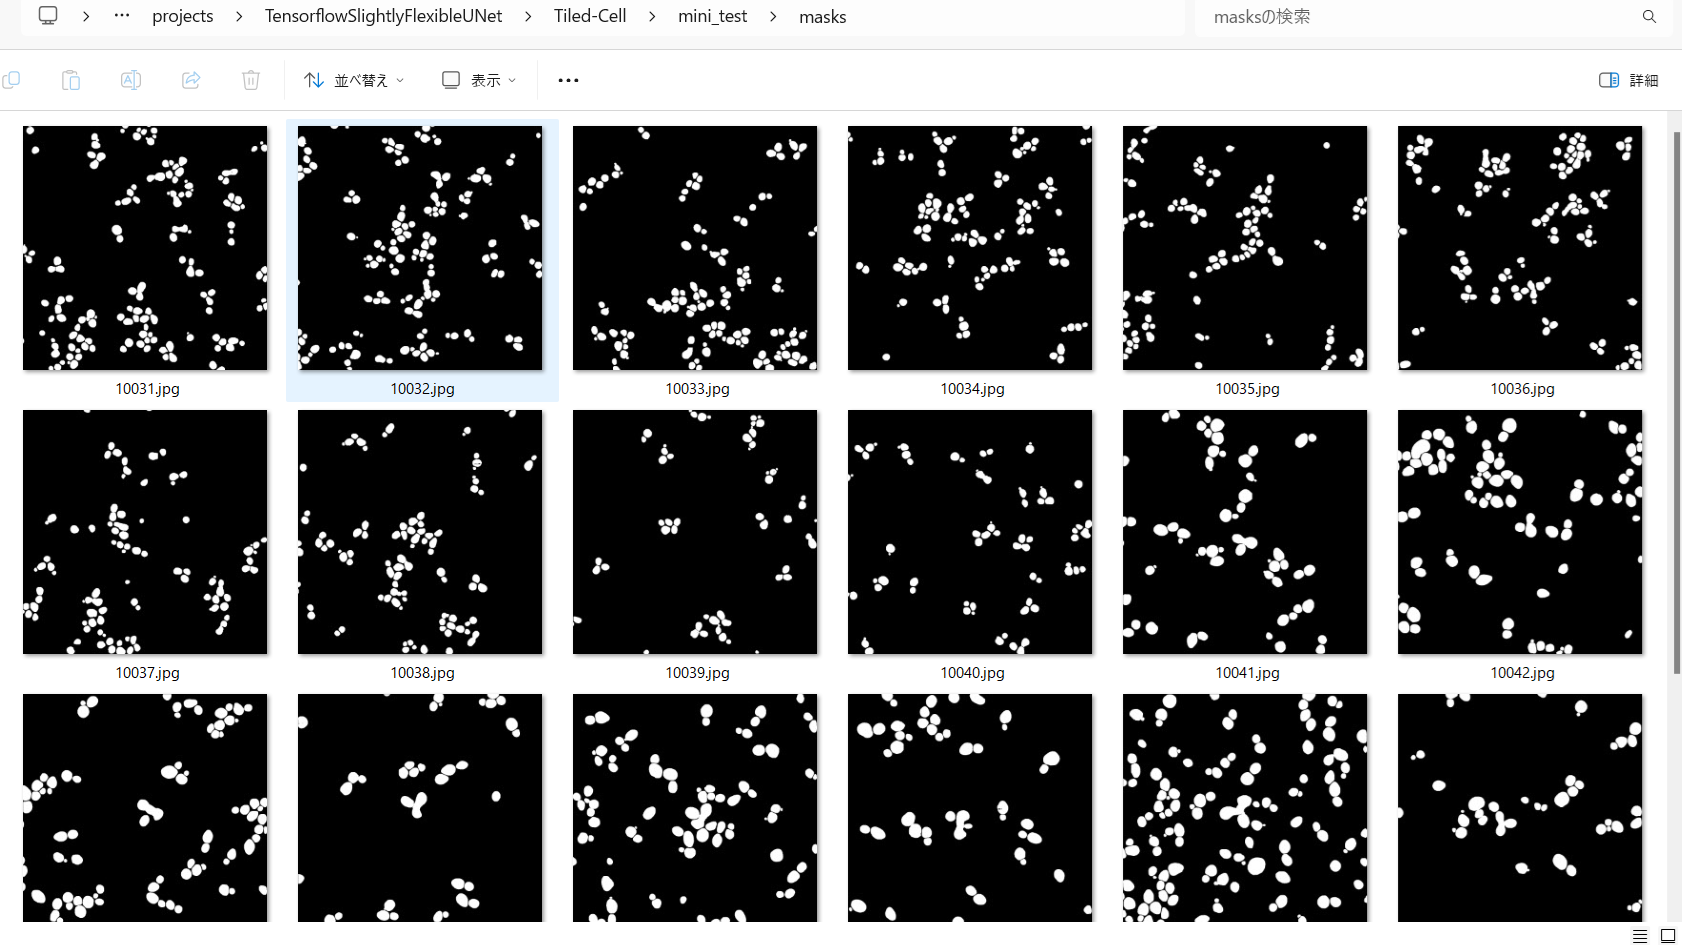 projects > TensorflowSlightlyFlexibleUNet > Tiled-Cell > mini_test > masks
masksの検索
並べ替え 表示 詳細
10031.jpg 10032.jpg 10033.jpg 10034.jpg 10035.jpg 10036.jpg
10037.jpg 10038.jpg 10039.jpg 10040.jpg 10041.jpg 10042.jpg